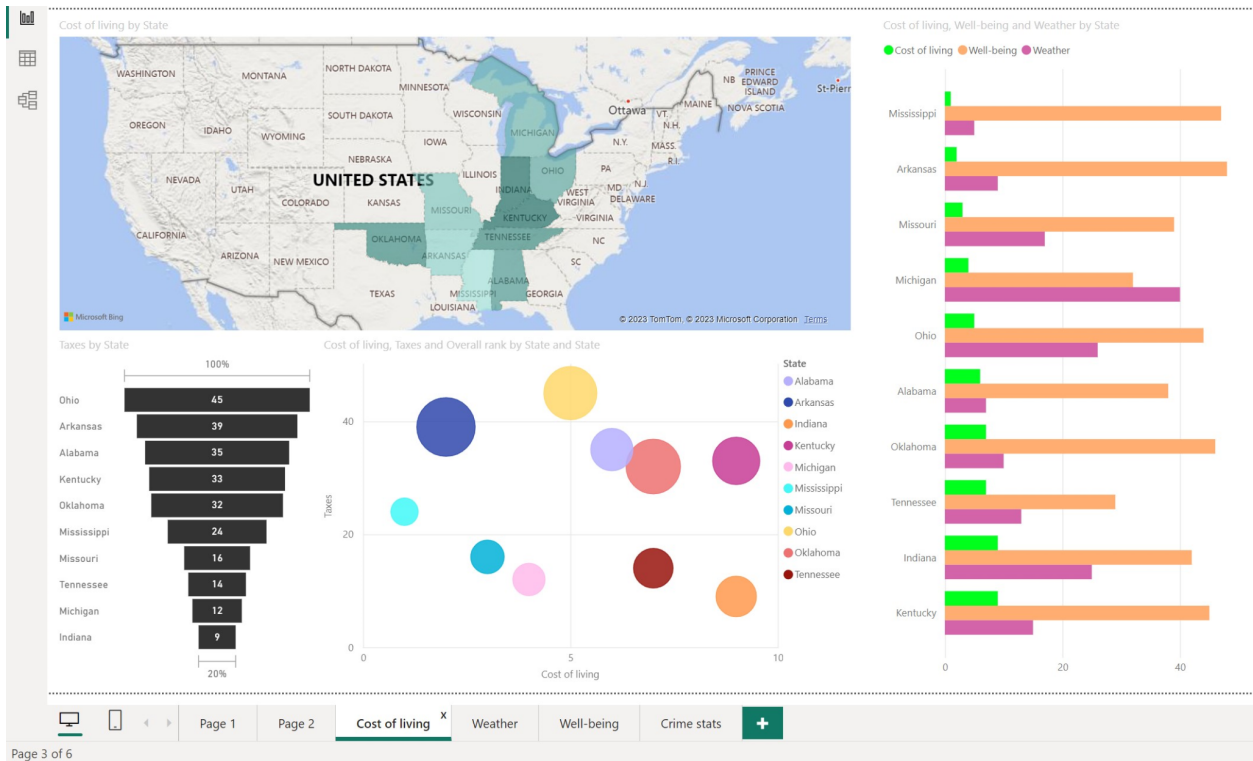 Cost of living by State
WASHINGTON
MONTANA
NORTH DAKOTA
MINNESOTA
NB
PRINCE
EDWARD
ISLAND
St-Pierr
OREGON
IDAHO
WYOMING
SOUTH DAKOTA
WISCONSIN
MICHIGAN
Ottawa
VT.
MAINE
NOVA SCOTIA
N.H.
N.Y.
MASS.
R.I.
IOWA
NEBRASKA
NEVADA
UTAH
UNITED STATES
ILLINOIS
INDIANA
OHIO
PA
MD.
N.J.
DELAWARE
COLORADO
KANSAS
MISSOURI
WEST
VIRGINIA
KENTUCKY
VIRGINIA
CALIFORNIA
OKLAHOMA
TENNESSEE
NC
ARIZONA
NEW MEXICO
ARKANSAS
SC
ALABAMA
TEXAS
MISSISSIPPI
GEORGIA
LOUISIANA
Microsoft Bing
© 2023 TomTom, © 2023 Microsoft Corporation Terms
Taxes by State
100%
Ohio 45
Arkansas 39
Alabama 35
Kentucky 33
Oklahoma 32
Mississippi 24
Missouri 16
Tennessee 14
Michigan 12
Indiana 9
20%
Cost of living, Taxes and Overall rank by State and State
Taxes
40
20
0
0 5 10
Cost of living
State
Alabama
Arkansas
Indiana
Kentucky
Michigan
Mississippi
Missouri
Ohio
Oklahoma
Tennessee
Cost of living, Well-being and Weather by State
Cost of living Well-being Weather
Mississippi
Arkansas
Missouri
Michigan
Ohio
Alabama
Oklahoma
Tennessee
Indiana
Kentucky
0 20 40
Page 1 Page 2 Cost of living X Weather Well-being Crime stats +
Page 3 of 6